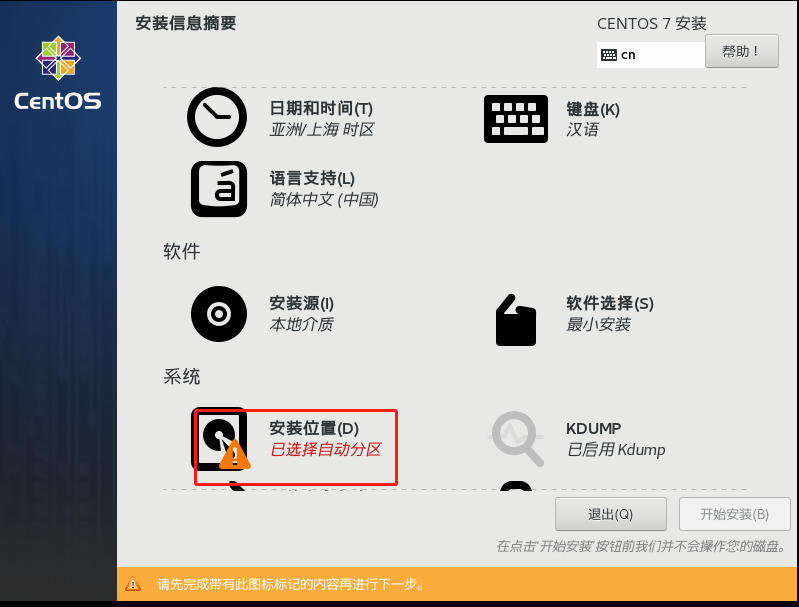 安装信息摘要
CENTOS 7 安装
cn
帮助！
CentOS
日期和时间(T)
亚洲/上海 时区
键盘(K)
汉语
语言支持(L)
简体中文 (中国)
软件
安装源(I)
本地介质
软件选择(S)
最小安装
系统
安装位置(D)
已选择自动分区
KDUMP
已启用 Kdump
退出(Q)
开始安装(B)
在点击'开始安装'按钮前我们并不会操作您的磁盘。
请先完成带有此图标标记的内容再进行下一步。